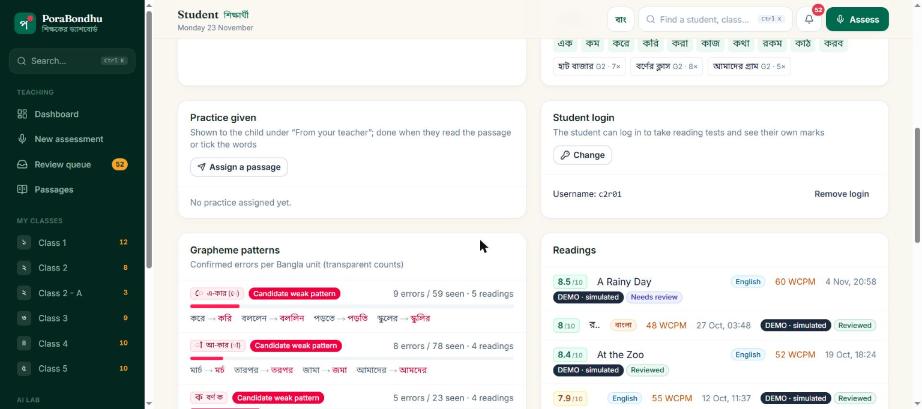 PoraBondhu
শিক্ষকের ড্যাশবোর্ড
Search... Ctrl K
TEACHING
Dashboard
New assessment
Review queue 52
Passages
MY CLASSES
১ Class 1 12
২ Class 2 8
২ Class 2 - A 3
৩ Class 3 9
৪ Class 4 10
৫ Class 5 10
AI LAB
Student শিক্ষার্থী
Monday 23 November
বাং
Find a student, class... Ctrl K
52
Assess
এক কম করে করি করা কাজ কথা রকম কাঠ করব
হাট বাজার G2 · 7× বর্ণের ক্লাস G2 · 8× আমাদের গ্রাম G2 · 5×
Practice given
Shown to the child under "From your teacher"; done when they read the passage
or tick the words
Assign a passage
No practice assigned yet.
Student login
The student can log in to take reading tests and see their own marks
Change
Username: c2r01 Remove login
Grapheme patterns
Confirmed errors per Bangla unit (transparent counts)
ে এ-কার (ে) Candidate weak pattern 9 errors / 59 seen · 5 readings
করে → করি বললেন → বললিন পড়তে → পড়তি স্কুলের → স্কুলির
া আ-কার (া) Candidate weak pattern 8 errors / 78 seen · 4 readings
মাঠ → মঠ তারপর → তরপর জামা → জমা আমাদের → আমদের
ক বর্ণ ক Candidate weak pattern 5 errors / 23 seen · 4 readings
Readings
8.5 /10 A Rainy Day English 60 WCPM 4 Nov, 20:58
DEMO · simulated Needs review
8 /10 র.. বাংলা 48 WCPM 27 Oct, 03:48 DEMO · simulated Reviewed
8.4 /10 At the Zoo English 52 WCPM 19 Oct, 18:24
DEMO · simulated Reviewed
7.9 /10 English 55 WCPM 12 Oct, 11:37 DEMO · simulated Reviewed